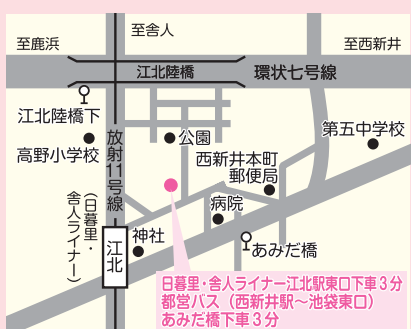 至舎人
至鹿浜
至西新井
江北陸橋
環状七号線
江北陸橋下
公園
第五中学校
高野小学校
放射11号線
西新井本町
郵便局
(日暮里・
舎人ライナー)
病院
江北
神社
あみだ橋
日暮里・舎人ライナー江北駅東口下車3分
都営バス(西新井駅〜池袋東口)
あみだ橋下車3分